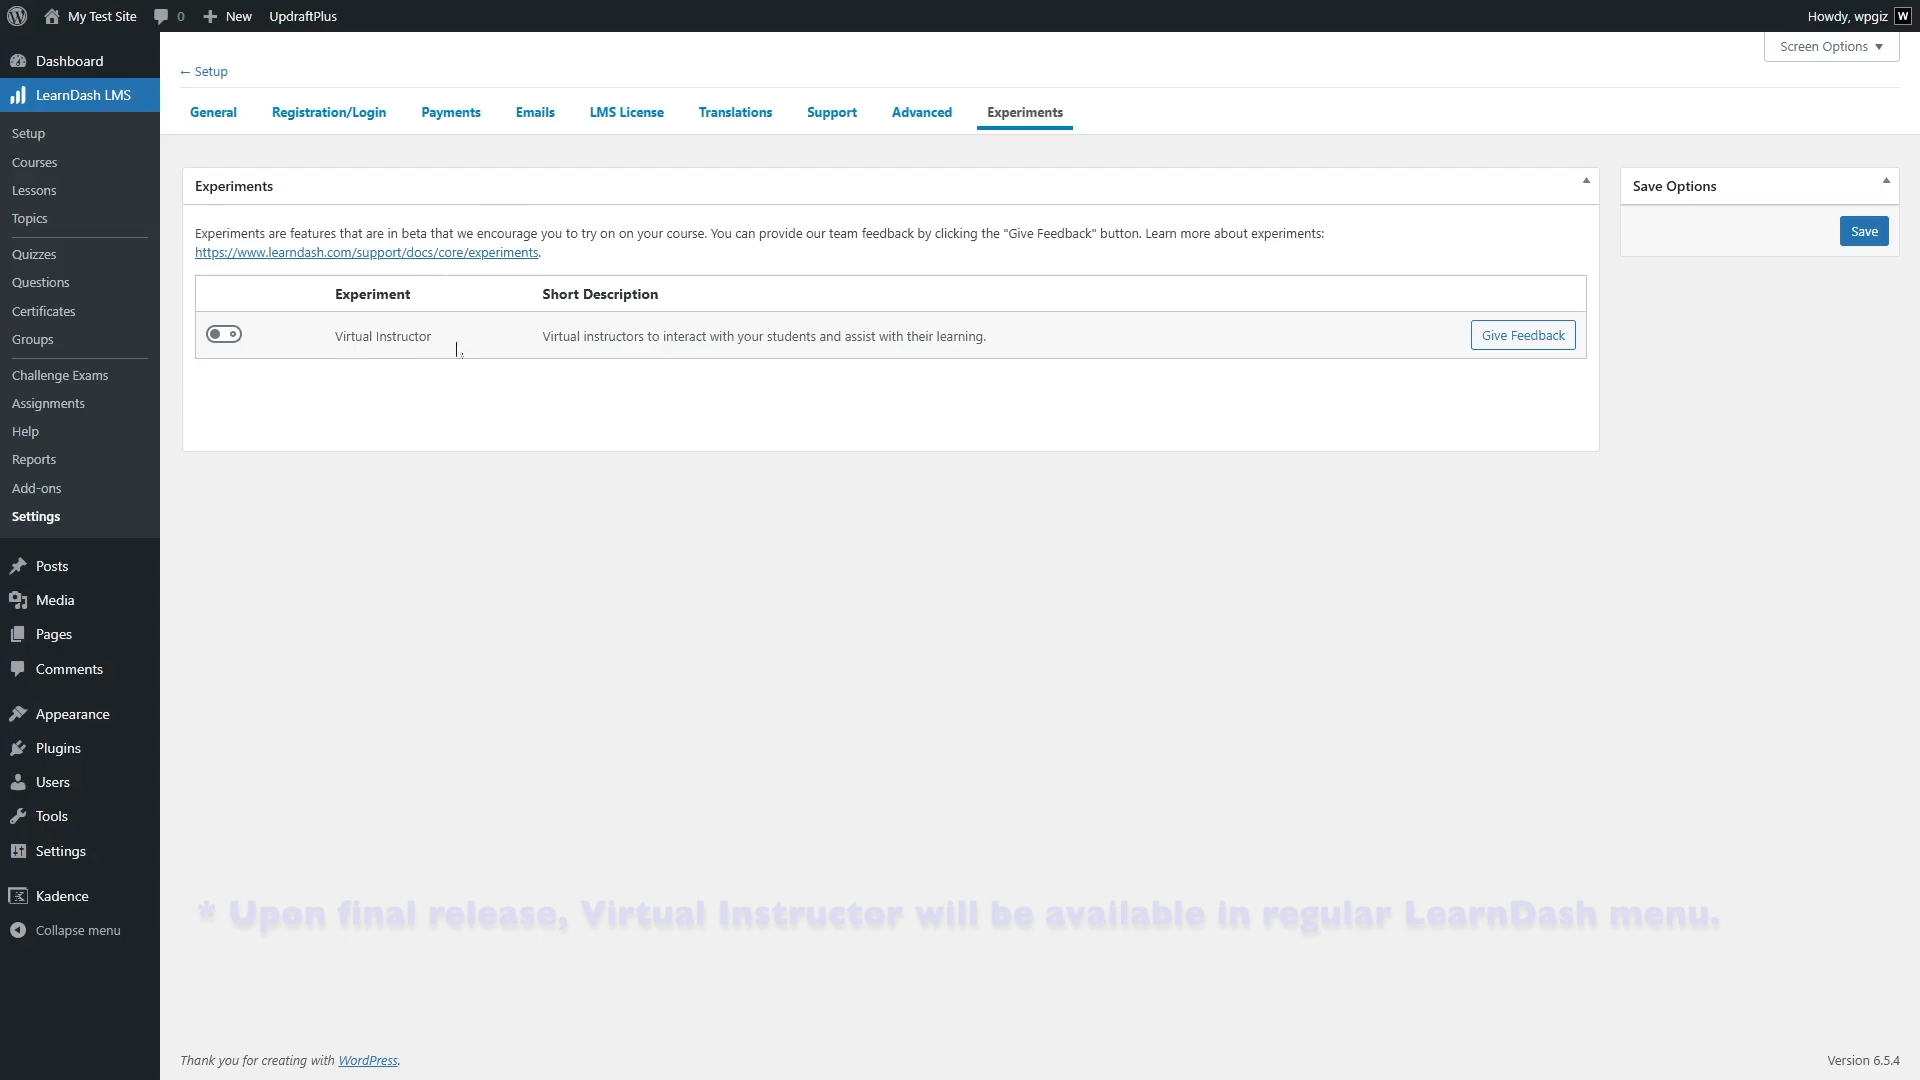 My Test Site
0
New
UpdraftPlus
Howdy, wpgiz
W
Screen Options
Dashboard
LearnDash LMS
Setup
Courses
Lessons
Topics
Quizzes
Questions
Certificates
Groups
Challenge Exams
Assignments
Help
Reports
Add-ons
Settings
Posts
Media
Pages
Comments
Appearance
Plugins
Users
Tools
Settings
Kadence
Collapse menu
← Setup
General
Registration/Login
Payments
Emails
LMS License
Translations
Support
Advanced
Experiments
Experiments
Experiments are features that are in beta that we encourage you to try on on your course. You can provide our team feedback by clicking the "Give Feedback" button. Learn more about experiments:
https://www.learndash.com/support/docs/core/experiments.
Experiment
Short Description
Virtual Instructor
Virtual instructors to interact with your students and assist with their learning.
Give Feedback
Save Options
Save
* Upon final release, Virtual Instructor will be available in regular LearnDash menu.
Thank you for creating with WordPress.
Version 6.5.4